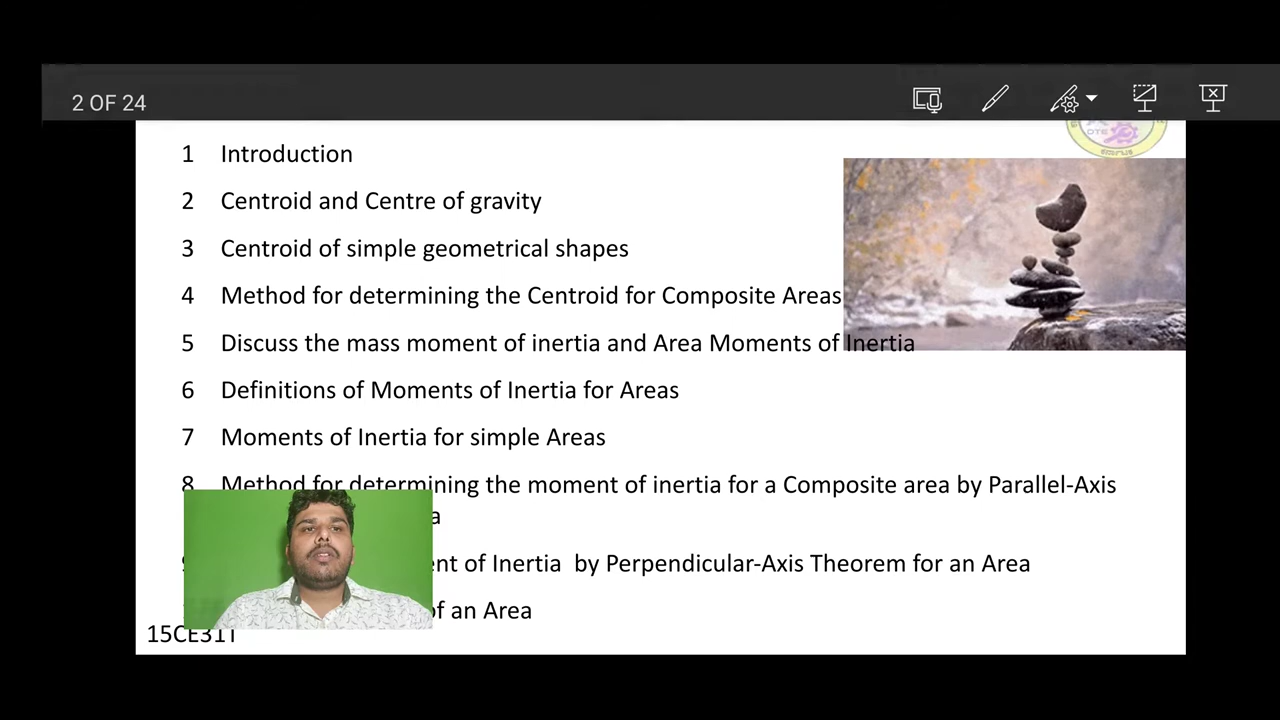 2 OF 24
DTE
1 Introduction
2 Centroid and Centre of gravity
3 Centroid of simple geometrical shapes
4 Method for determining the Centroid for Composite Areas
5 Discuss the mass moment of inertia and Area Moments of Inertia
6 Definitions of Moments of Inertia for Areas
7 Moments of Inertia for simple Areas
8 Method for determining the moment of inertia for a Composite area by Parallel-Axis
of Inertia by Perpendicular-Axis Theorem for an Area
of an Area
15CE31T